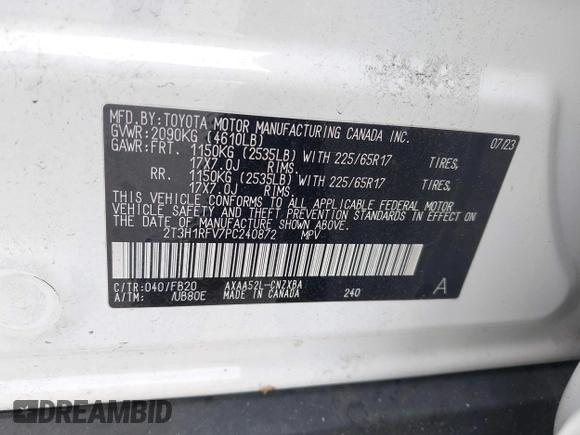 MFD.BY: TOYOTA MOTOR MANUFACTURING CANADA INC.
GVWR: 2090KG (4610LB) 07/23
GAWR: FRT. 1150KG (2535LB) WITH 225/65R17 TIRES,
17X7.0J RIMS.
RR. 1150KG (2535LB) WITH 225/65R17 TIRES,
17X7.0J RIMS.
THIS VEHICLE CONFORMS TO ALL APPLICABLE FEDERAL MOTOR
VEHICLE SAFETY AND THEFT PREVENTION STANDARDS IN EFFECT
ON THE DATE OF MANUFACTURE SHOWN ABOVE.
2T3H1RFV7PC240872 MPV
C/TR: 040/FB20 AXAA52L-CNZXBA A
A/TM: /UB80E MADE IN CANADA 240
DREAMBID